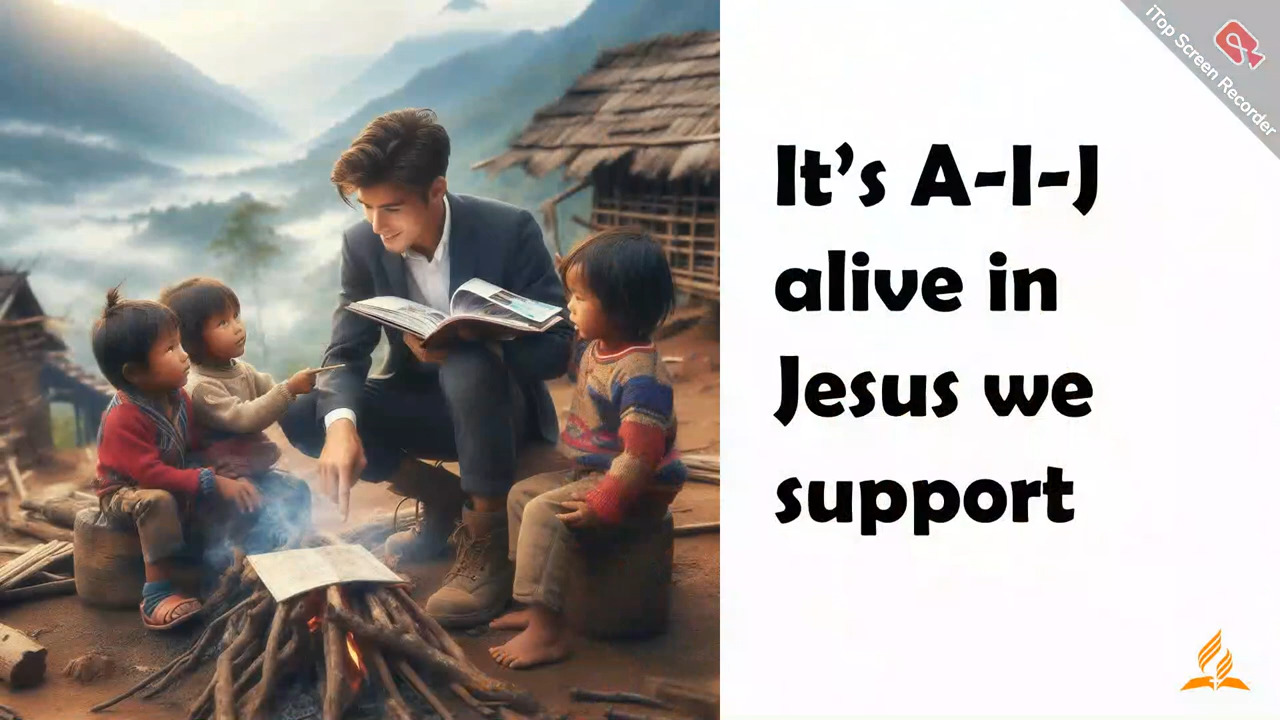 It's A-I-J
alive in
Jesus we
support
iTop Screen Recorder